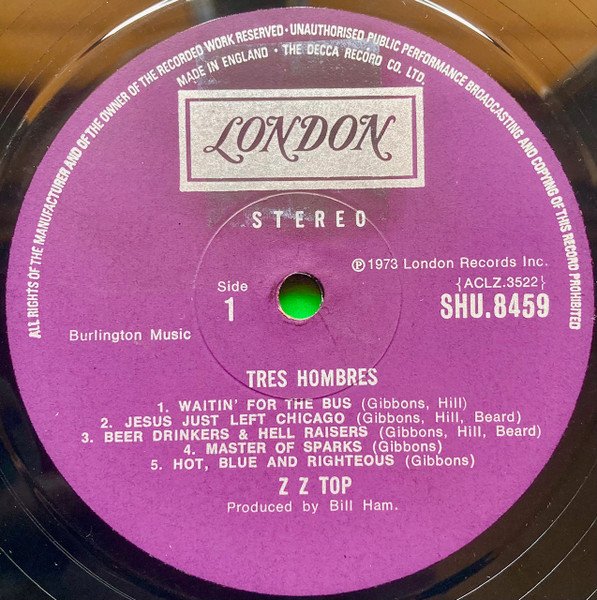 ALL RIGHTS OF THE MANUFACTURER AND OF THE OWNER OF THE RECORDED WORK RESERVED · UNAUTHORISED PUBLIC PERFORMANCE BROADCASTING AND COPYING OF THIS RECORD PROHIBITED
MADE IN ENGLAND · THE DECCA RECORD CO. LTD.
LONDON
STEREO
Ⓟ1973 London Records Inc.
{ACLZ.3522}
Side
1
SHU.8459
Burlington Music
TRES HOMBRES
1. WAITIN' FOR THE BUS (Gibbons, Hill)
2. JESUS JUST LEFT CHICAGO (Gibbons, Hill, Beard)
3. BEER DRINKERS & HELL RAISERS (Gibbons, Hill, Beard)
4. MASTER OF SPARKS (Gibbons)
5. HOT, BLUE AND RIGHTEOUS (Gibbons)
Z Z TOP
Produced by Bill Ham.